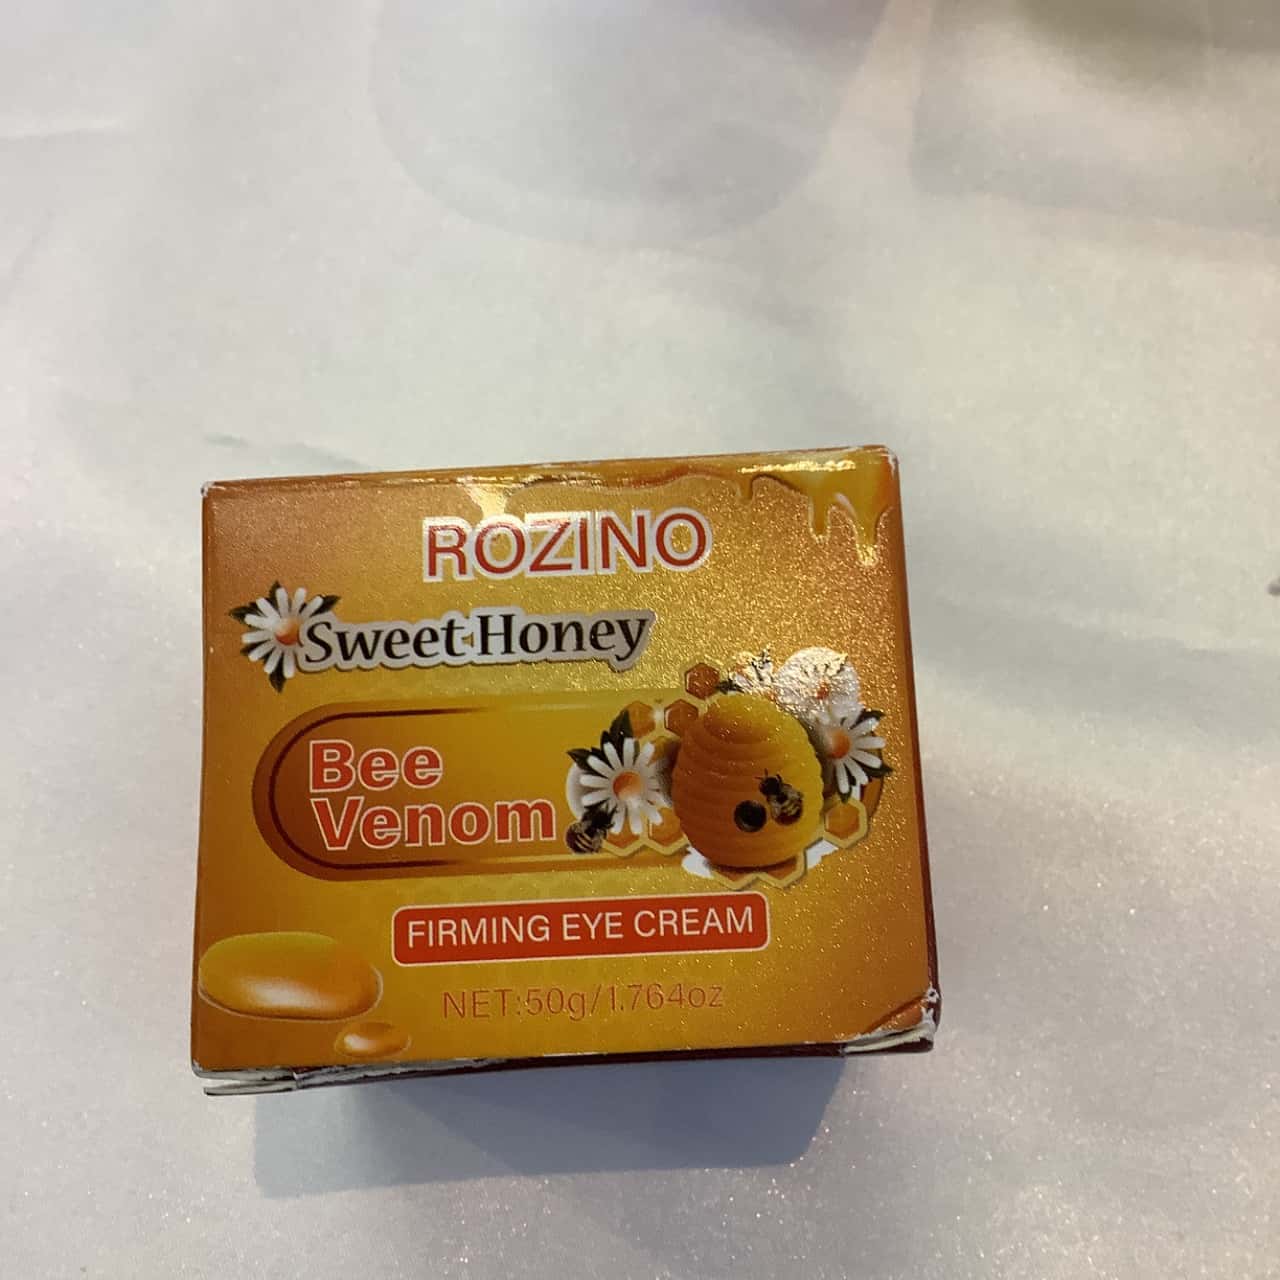 ROZINO
Sweet Honey
Bee
Venom
FIRMING EYE CREAM
NET:50g/1.764oz